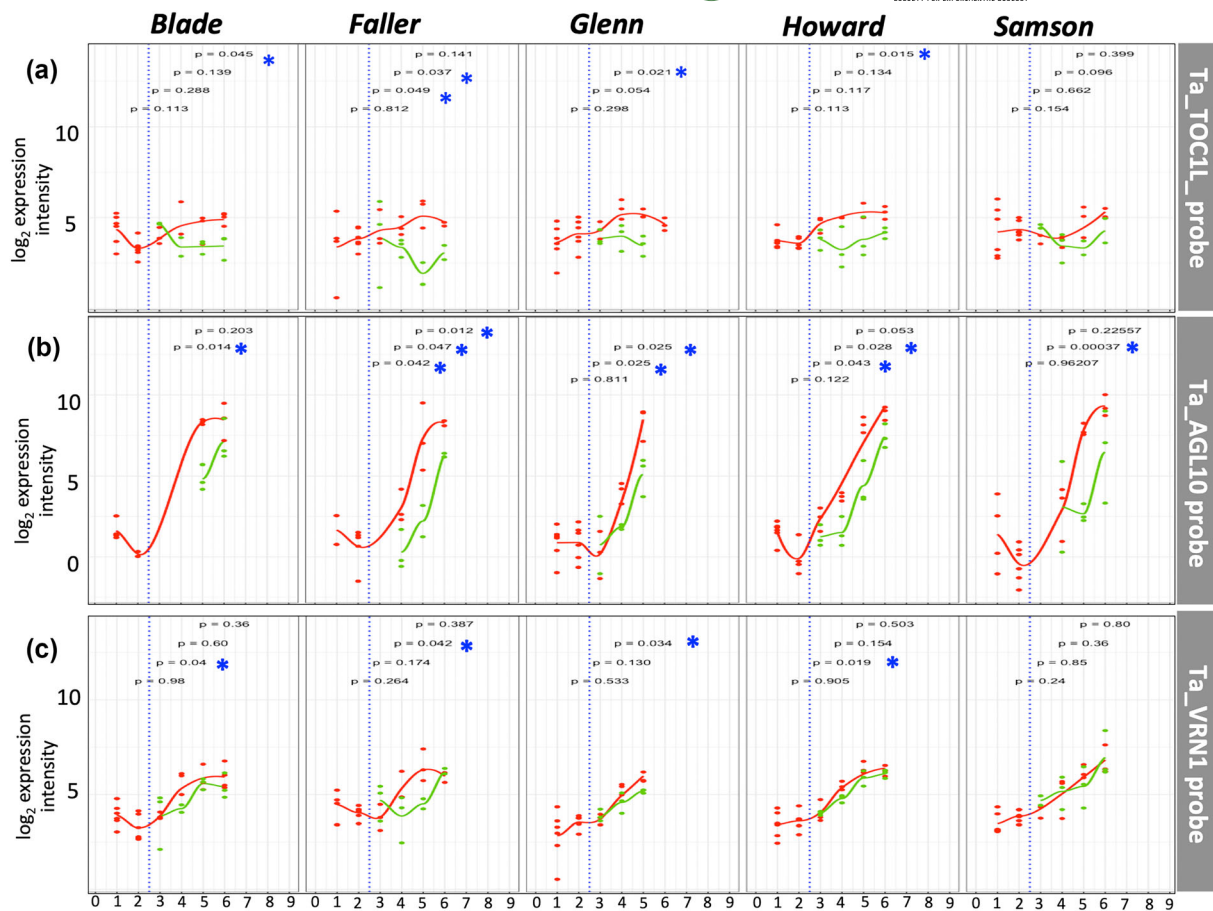 Blade Faller Glenn Howard Samson
(a)
p = 0.045 * p = 0.141 p = 0.015 * p = 0.399
p = 0.139 p = 0.037 * p = 0.021 * p = 0.134 p = 0.096
p = 0.288 p = 0.049 * p = 0.054 p = 0.117 p = 0.662
p = 0.113 p = 0.812 p = 0.298 p = 0.113 p = 0.154
10
5
log2 expression
intensity
Ta_TOC1L_ probe
(b)
p = 0.203 p = 0.012 * p = 0.053 p = 0.22557
p = 0.014 * p = 0.047 * p = 0.025 * p = 0.028 * p = 0.00037 *
p = 0.042 * p = 0.025 * p = 0.043 * p = 0.96207
p = 0.811 p = 0.122
10
5
0
log2 expression
intensity
Ta_AGL10 probe
(c)
p = 0.36 p = 0.387 p = 0.503 p = 0.80
p = 0.60 p = 0.042 * p = 0.034 * p = 0.154 p = 0.36
p = 0.04 * p = 0.174 p = 0.130 p = 0.019 * p = 0.85
p = 0.98 p = 0.264 p = 0.533 p = 0.905 p = 0.24
10
5
log2 expression
intensity
Ta_VRN1 probe
0 1 2 3 4 5 6 7 8 9 0 1 2 3 4 5 6 7 8 9 0 1 2 3 4 5 6 7 8 9 0 1 2 3 4 5 6 7 8 9 0 1 2 3 4 5 6 7 8 9